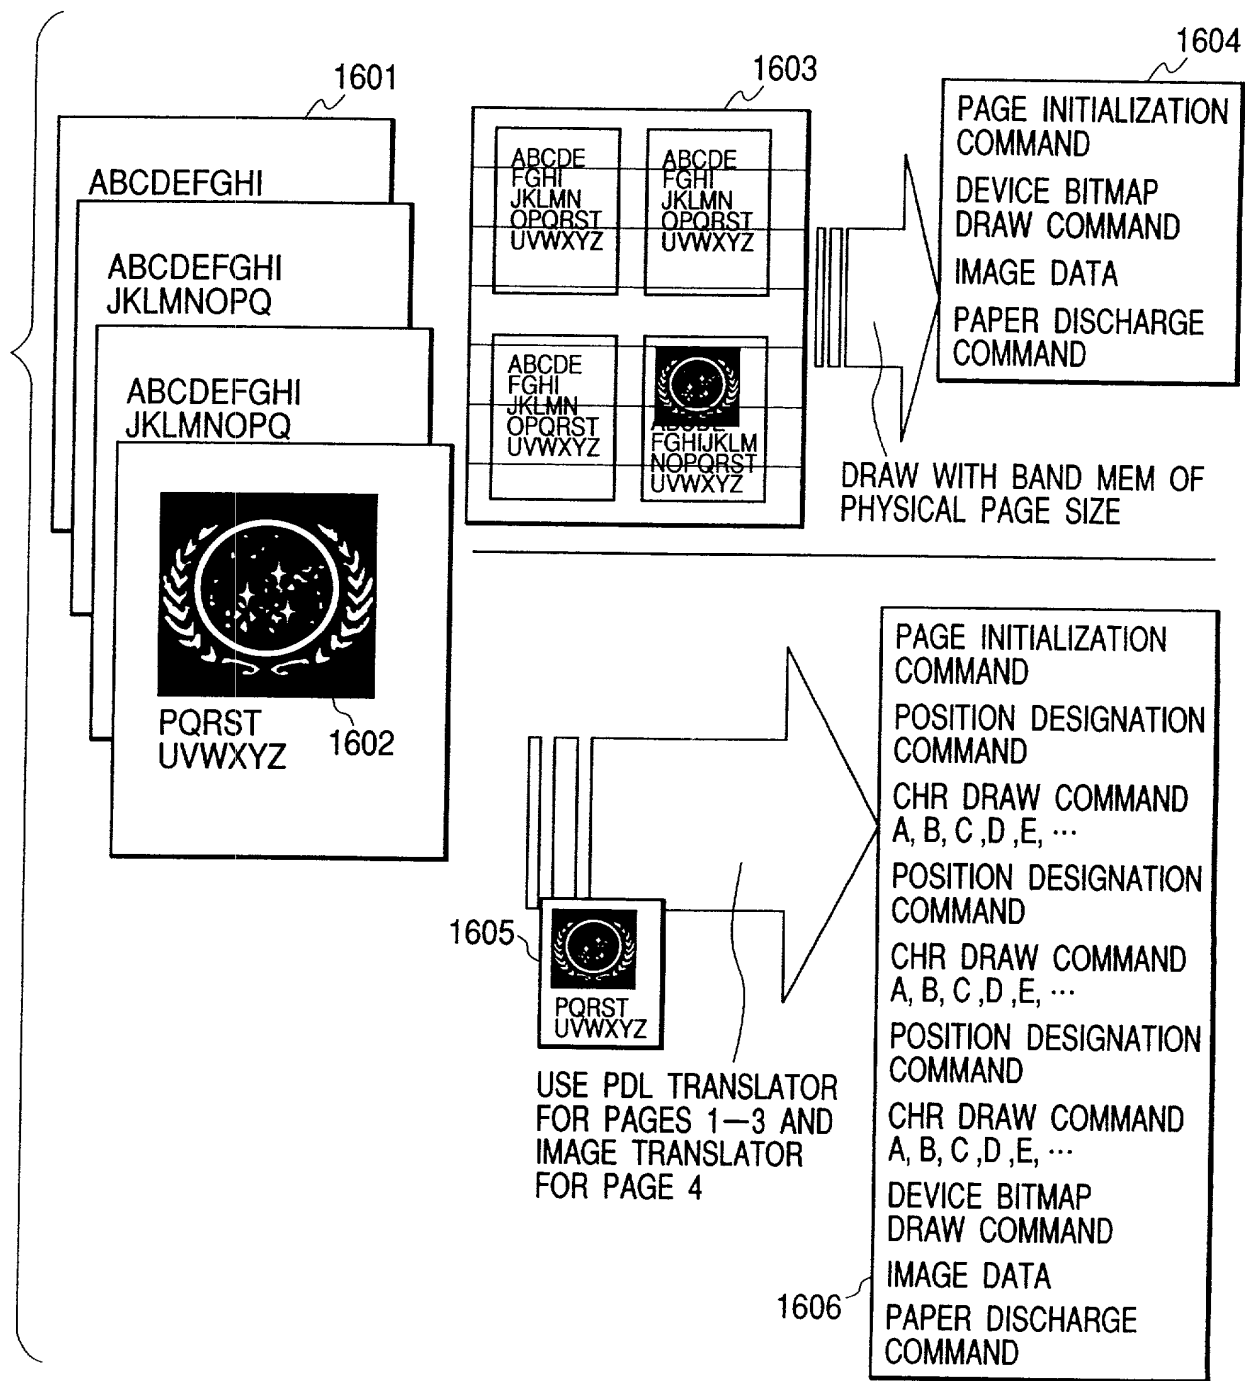 1601
ABCDEFGHI
ABCDEFGHI
JKLMNOPQ
ABCDEFGHI
JKLMNOPQ
PQRST
UVWXYZ
1602
1603
ABCDE
FGHI
JKLMN
OPQRST
UVWXYZ
ABCDE
FGHI
JKLMN
OPQRST
UVWXYZ
ABCDE
FGHI
JKLMN
OPQRST
UVWXYZ
ABCDE
FGHIJKLM
NOPQRST
UVWXYZ
1604
PAGE INITIALIZATION
COMMAND
DEVICE BITMAP
DRAW COMMAND
IMAGE DATA
PAPER DISCHARGE
COMMAND
DRAW WITH BAND MEM OF
PHYSICAL PAGE SIZE
1605
PQRST
UVWXYZ
USE PDL TRANSLATOR
FOR PAGES 1—3 AND
IMAGE TRANSLATOR
FOR PAGE 4
PAGE INITIALIZATION
COMMAND
POSITION DESIGNATION
COMMAND
CHR DRAW COMMAND
A, B, C ,D ,E, ···
POSITION DESIGNATION
COMMAND
CHR DRAW COMMAND
A, B, C ,D ,E, ···
POSITION DESIGNATION
COMMAND
CHR DRAW COMMAND
A, B, C ,D ,E, ···
DEVICE BITMAP
DRAW COMMAND
IMAGE DATA
PAPER DISCHARGE
COMMAND
1606